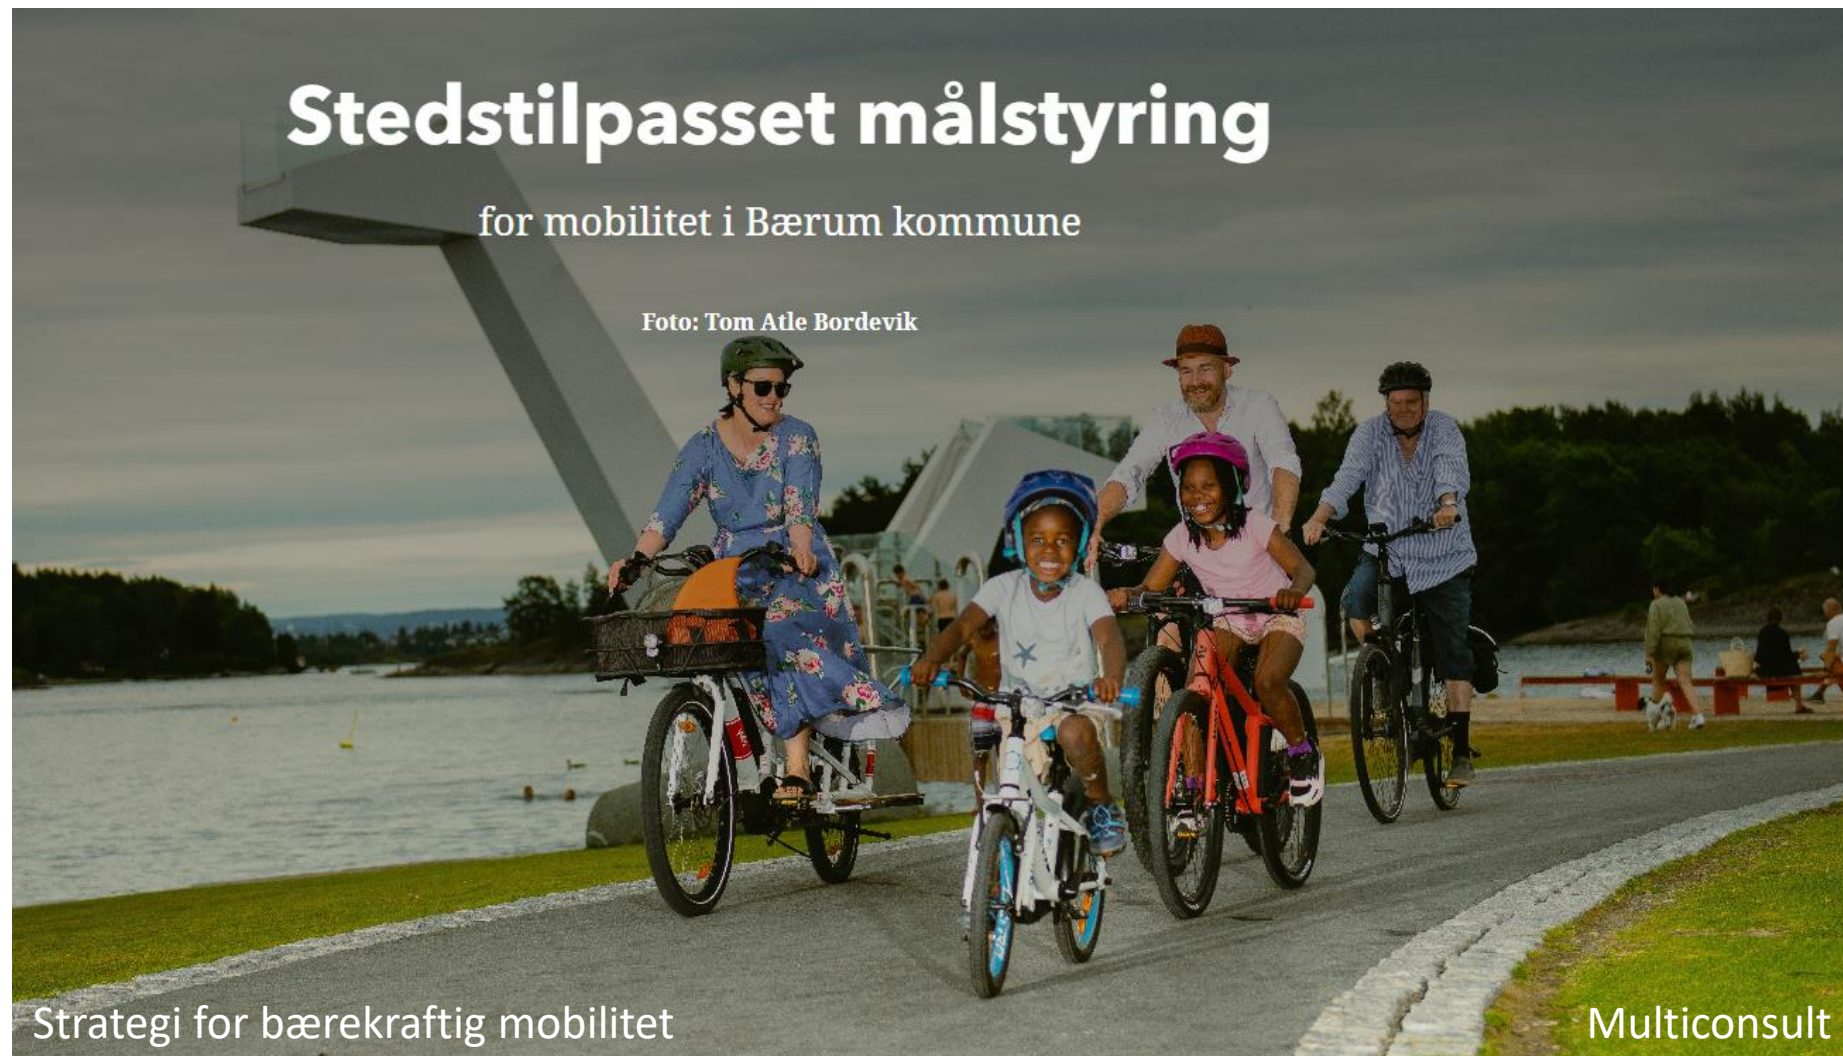 Stedstilpasset målstyring
for mobilitet i Bærum kommune
Foto: Tom Atle Bordevik
Strategi for bærekraftig mobilitet
Multiconsult